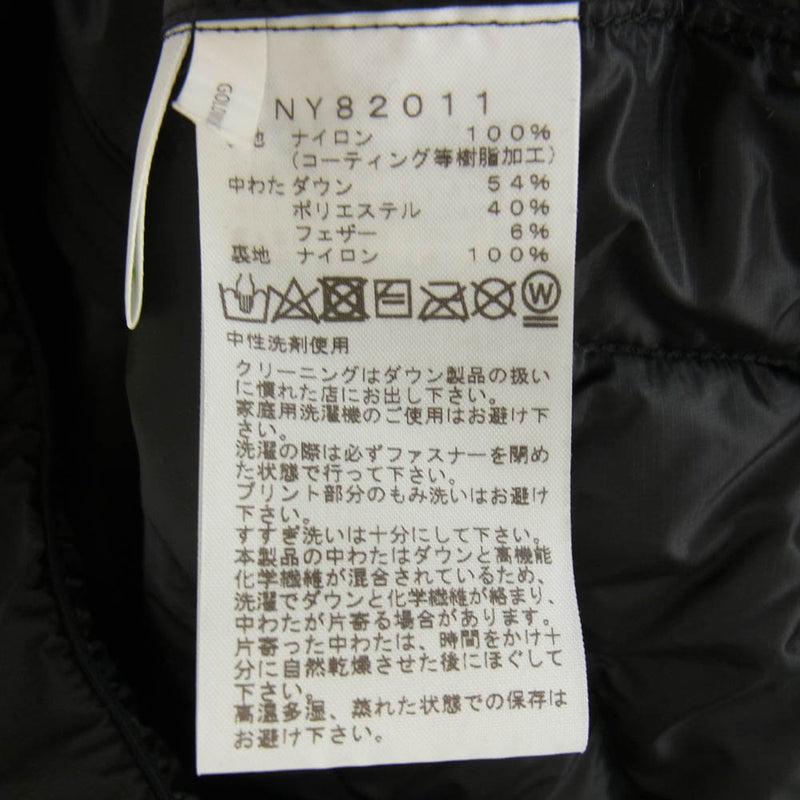 GOLDWIN
NY82011
地 ナイロン 100%
(コーティング等樹脂加工)
中わた ダウン 54%
ポリエステル 40%
フェザー 6%
裏地 ナイロン 100%
W
中性洗剤使用
クリーニングはダウン製品の扱い
に慣れた店にお出し下さい。
家庭用洗濯機のご使用はお避け下
さい。
洗濯の際は必ずファスナーを閉め
た状態で行って下さい。
プリント部分のもみ洗いはお避け
下さい。
すすぎ洗いは十分にして下さい。
本製品の中わたはダウンと高機能
化学繊維が混合されているため、
洗濯でダウンと化学繊維が絡まり、
中わたが片寄る場合があります。
片寄った中わたは、時間をかけ十
分に自然乾燥させた後にほぐして
下さい。
高温多湿、蒸れた状態での保存は
お避け下さい。